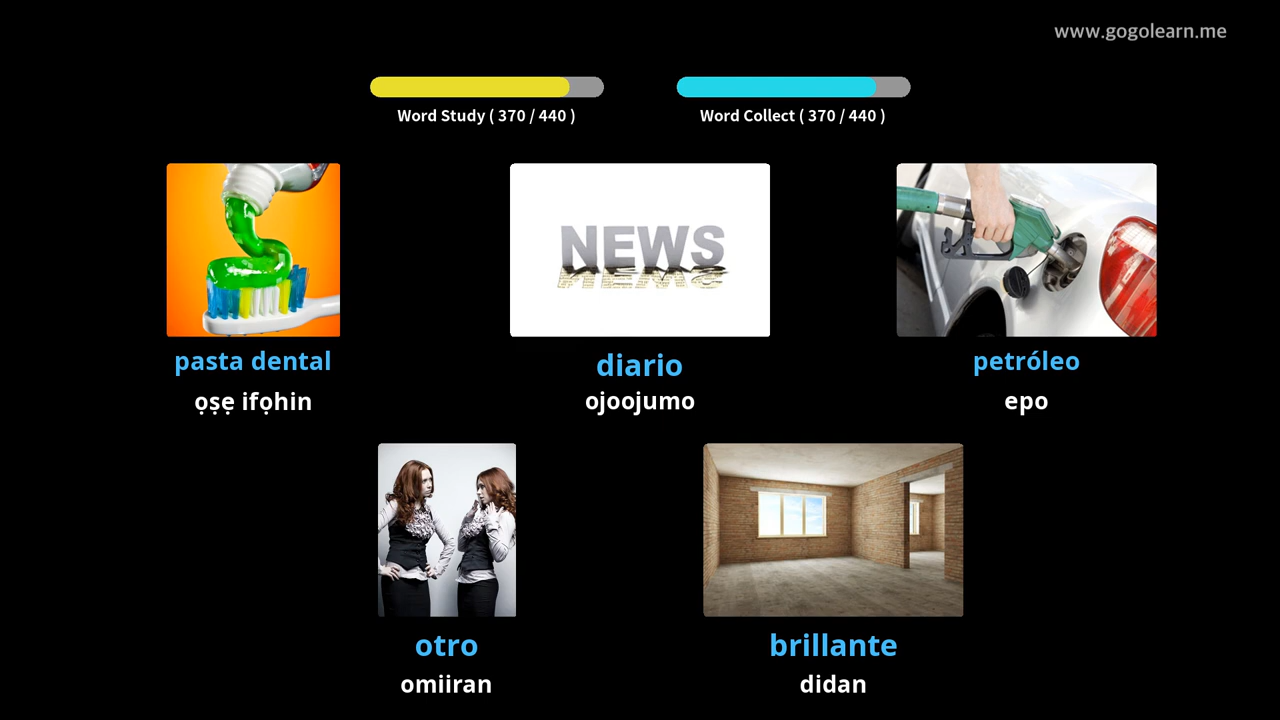 www.gogolearn.me
Word Study ( 370 / 440 )
Word Collect ( 370 / 440 )
NEWS
pasta dental
ọṣẹ ifọhin
diario
ojoojumo
petróleo
epo
otro
omiiran
brillante
didan